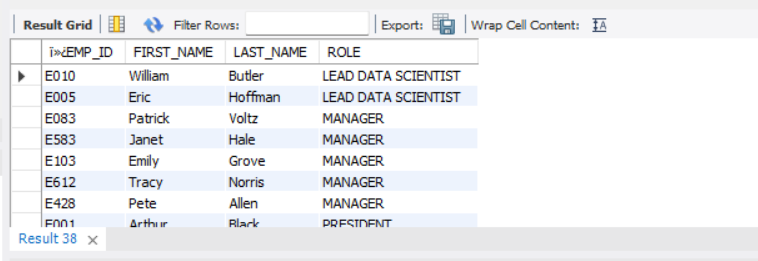 Result Grid Filter Rows: Export: Wrap Cell Content: IA
ï»¿EMP_ID FIRST_NAME LAST_NAME ROLE
E010 William Butler LEAD DATA SCIENTIST
E005 Eric Hoffman LEAD DATA SCIENTIST
E083 Patrick Voltz MANAGER
E583 Janet Hale MANAGER
E103 Emily Grove MANAGER
E612 Tracy Norris MANAGER
E428 Pete Allen MANAGER
E001 Arthur Black PRESIDENT
Result 38 ×